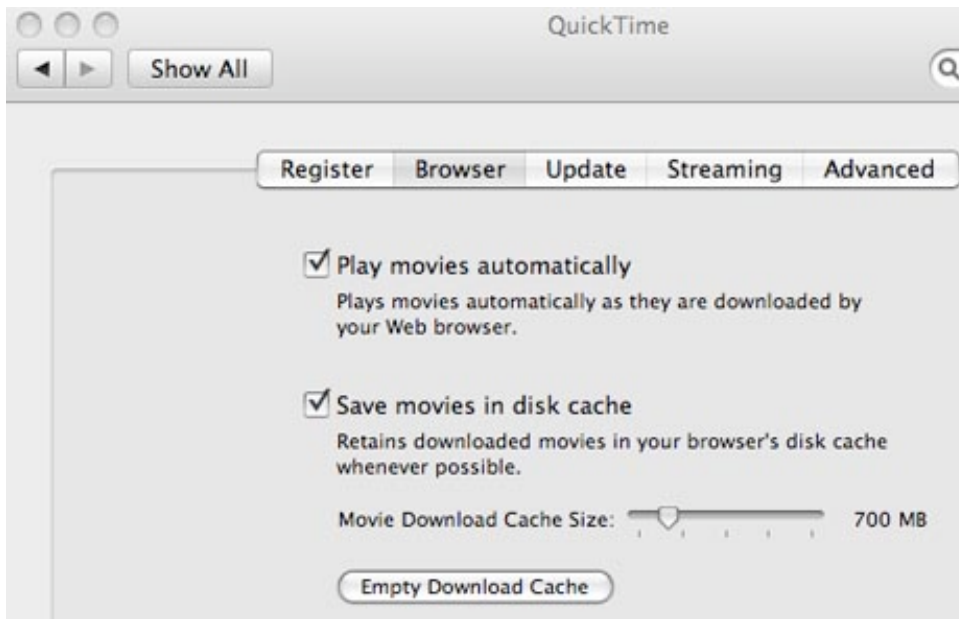 QuickTime
Show All
Register Browser Update Streaming Advanced
Play movies automatically
Plays movies automatically as they are downloaded by
your Web browser.
Save movies in disk cache
Retains downloaded movies in your browser's disk cache
whenever possible.
Movie Download Cache Size: 700 MB
Empty Download Cache